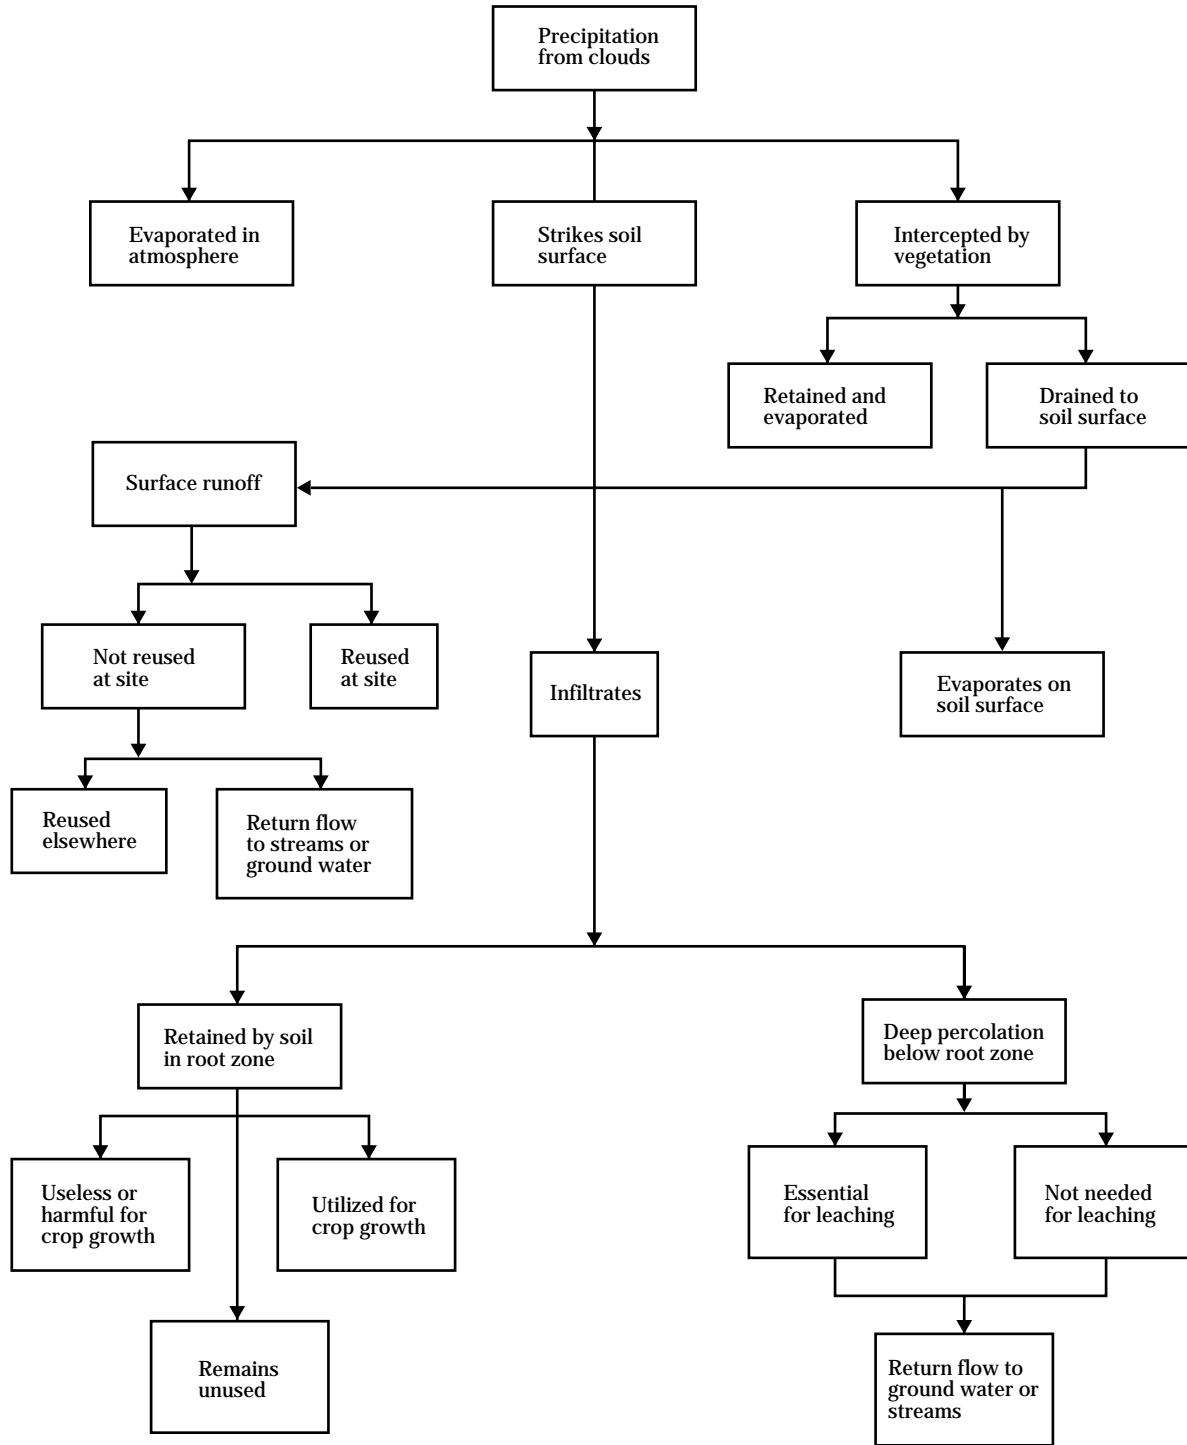 Precipitation
from clouds
Evaporated in
atmosphere
Strikes soil
surface
Intercepted by
vegetation
Retained and
evaporated
Drained to
soil surface
Surface runoff
Not reused
at site
Reused
at site
Infiltrates
Evaporates on
soil surface
Reused
elsewhere
Return flow
to streams or
ground water
Retained by soil
in root zone
Deep percolation
below root zone
Useless or
harmful for
crop growth
Utilized for
crop growth
Essential
for leaching
Not needed
for leaching
Remains
unused
Return flow to
ground water or
streams